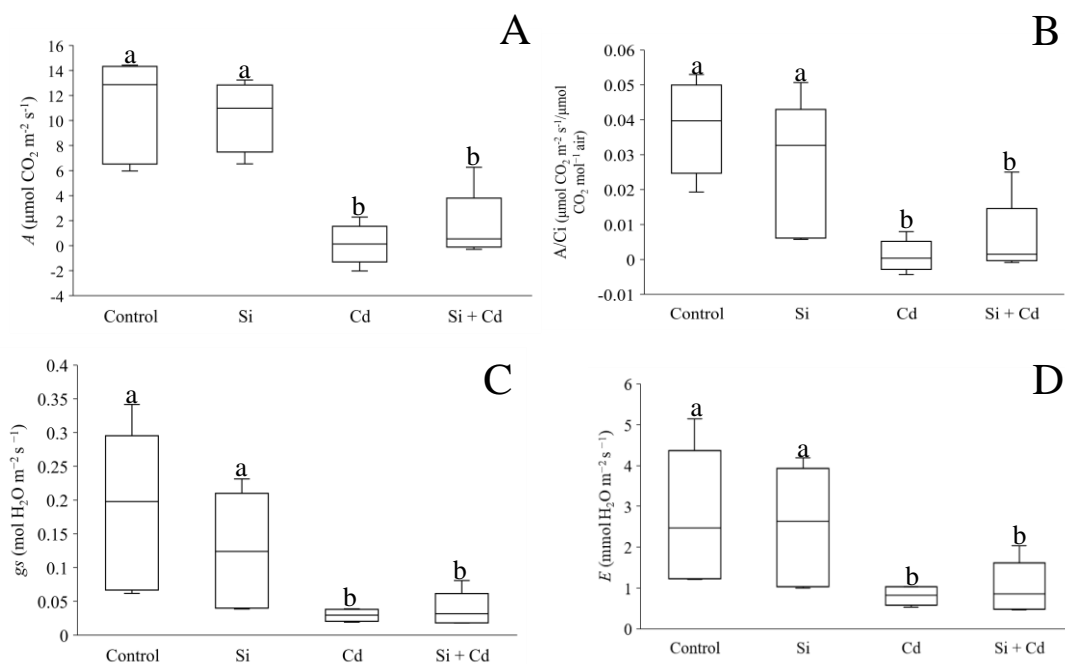 A
A (µmol CO₂ m⁻² s⁻¹)
16
14
12
10
8
6
4
2
0
-2
-4
a
a
b
b
Control
Si
Cd
Si + Cd
B
A/Ci (µmol CO₂ m⁻² s⁻¹/µmol
CO₂ mol⁻¹ air)
0.06
0.05
0.04
0.03
0.02
0.01
0
-0.01
a
a
b
b
Control
Si
Cd
Si + Cd
C
gs (mol H₂O m⁻² s⁻¹)
0.4
0.35
0.3
0.25
0.2
0.15
0.1
0.05
0
a
a
b
b
Control
Si
Cd
Si + Cd
D
E (mmol H₂O m⁻² s⁻¹)
6
5
4
3
2
1
0
a
a
b
b
Control
Si
Cd
Si + Cd